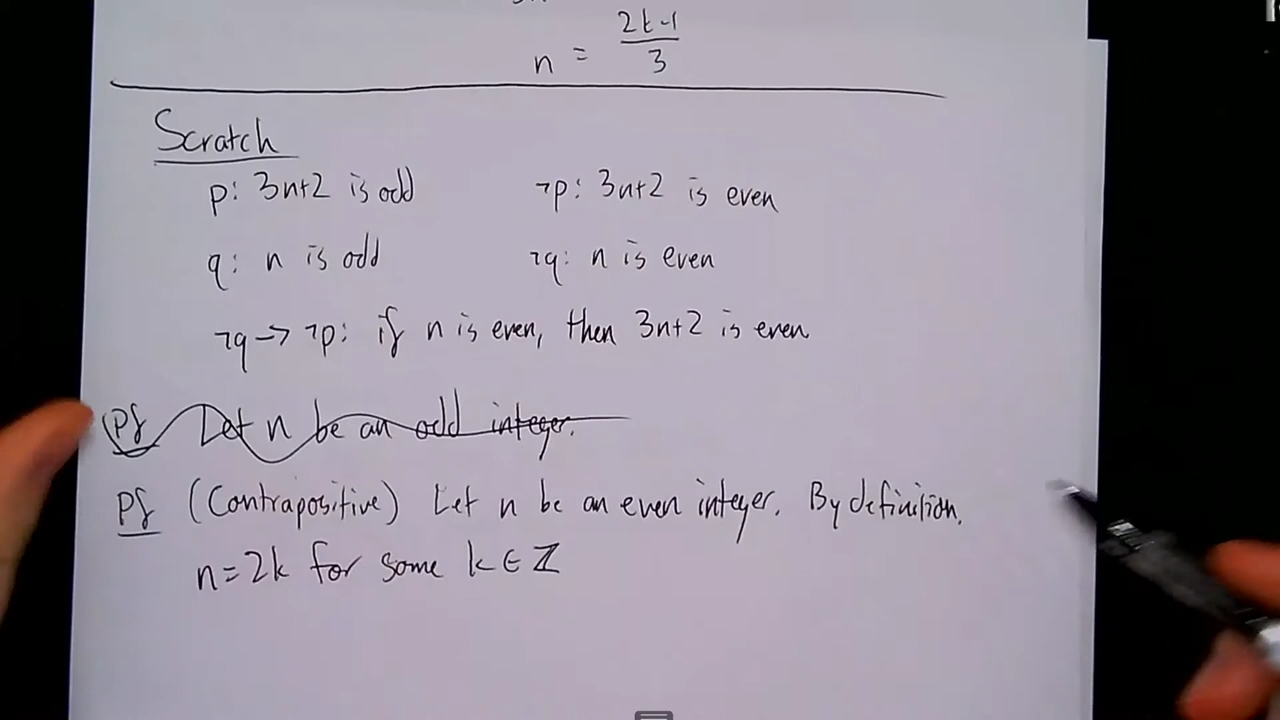 n = 2k-1/3
Scratch
p: 3n+2 is odd ¬p: 3n+2 is even
q: n is odd ¬q: n is even
¬q → ¬p: if n is even, then 3n+2 is even
Pf Let n be an odd integer.
Pf (Contrapositive) Let n be an even integer. By definition,
n=2k for some k ∈ ℤ